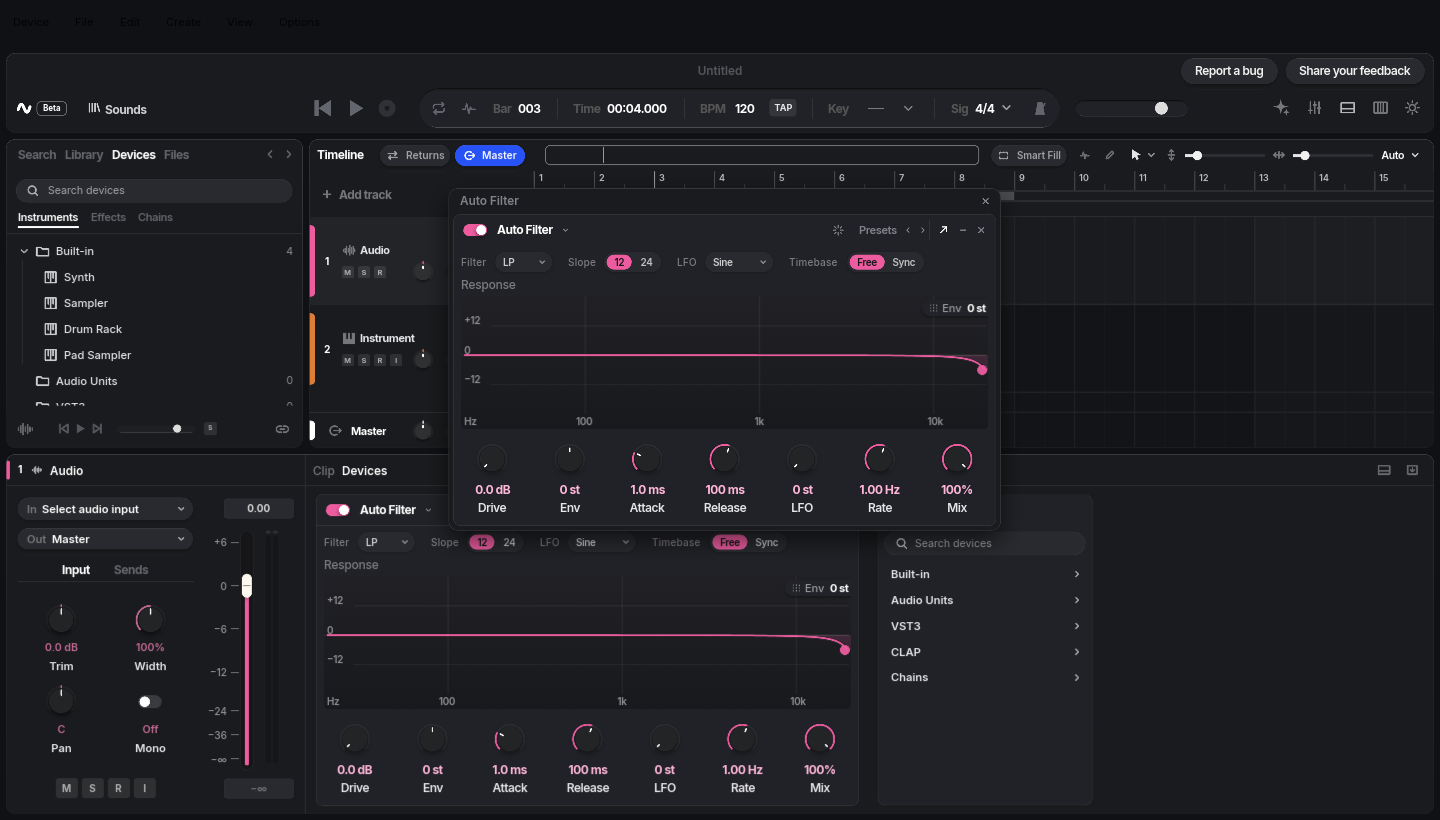 Device File Edit Create View Options
Untitled
Report a bug Share your feedback
Beta Sounds
Bar 003 Time 00:04.000 BPM 120 TAP Key — Sig 4/4
Search Library Devices Files
Timeline Returns Master Smart Fill Auto
Search devices
1 2 3 4 5 6 7 8 9 10 11 12 13 14 15
+ Add track
Instruments Effects Chains
Built-in 4
Synth
Sampler
Drum Rack
Pad Sampler
Audio Units 0
VST3 0
S
1 Audio
M S R
2 Instrument
M S R I
Master
Auto Filter
Auto Filter Presets
Filter LP Slope 12 24 LFO Sine Timebase Free Sync
Response
Env 0 st
+12
0
−12
Hz 100 1k 10k
0.0 dB 0 st 1.0 ms 100 ms 0 st 1.00 Hz 100%
Drive Env Attack Release LFO Rate Mix
1 Audio
In Select audio input 0.00
Out Master
Input Sends
0.0 dB 100%
Trim Width
C Off
Pan Mono
M S R I −∞
+6
0
−6
−12
−24
−36
−∞
Clip Devices
Auto Filter
Filter LP Slope 12 24 LFO Sine Timebase Free Sync
Response
Env 0 st
+12
0
−12
Hz 100 1k 10k
0.0 dB 0 st 1.0 ms 100 ms 0 st 1.00 Hz 100%
Drive Env Attack Release LFO Rate Mix
Search devices
Built-in
Audio Units
VST3
CLAP
Chains